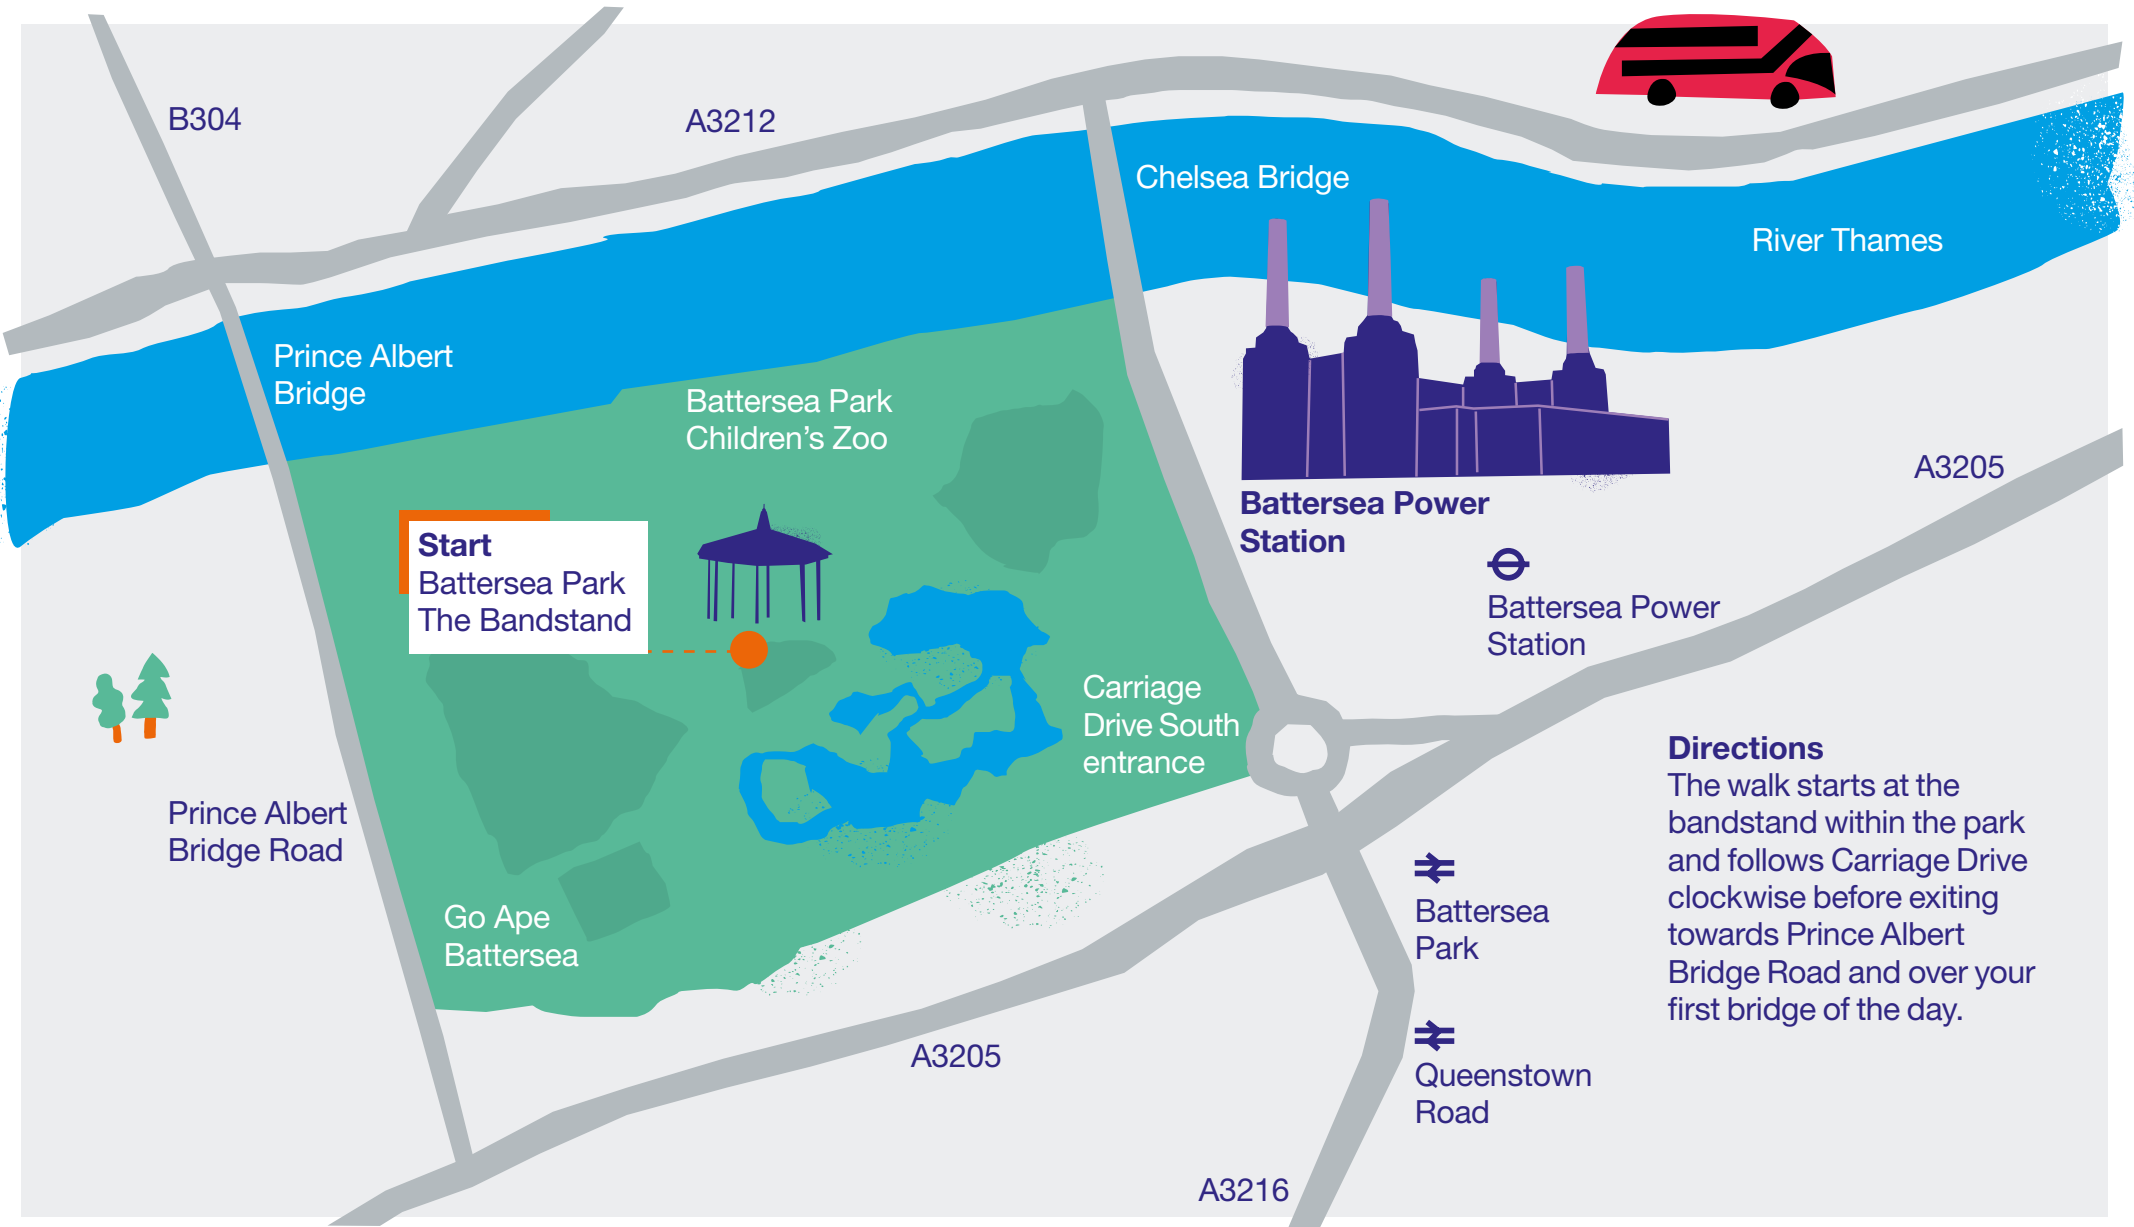 B304
A3212
Chelsea Bridge
River Thames
Prince Albert
Bridge
Battersea Park
Children's Zoo
A3205
Battersea Power
Station
Start
Battersea Park
The Bandstand
Battersea Power
Station
Carriage
Drive South
entrance
Directions
The walk starts at the
bandstand within the park
and follows Carriage Drive
clockwise before exiting
towards Prince Albert
Bridge Road and over your
first bridge of the day.
Prince Albert
Bridge Road
Go Ape
Battersea
Battersea
Park
A3205
Queenstown
Road
A3216